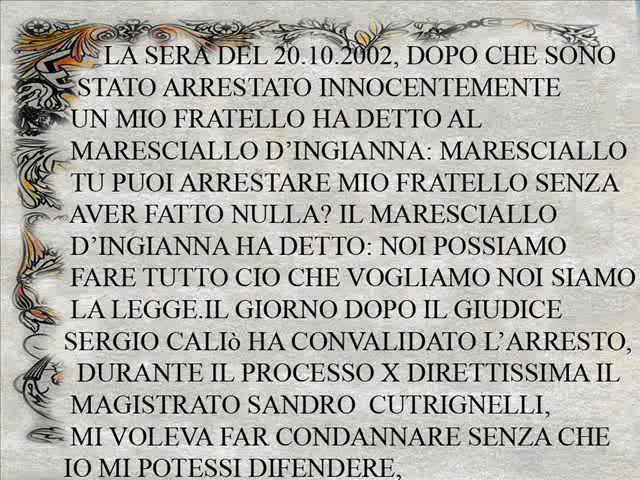 LA SERA DEL 20.10.2002, DOPO CHE SONO
STATO ARRESTATO INNOCENTEMENTE
UN MIO FRATELLO HA DETTO AL
MARESCIALLO D'INGIANNA: MARESCIALLO
TU PUOI ARRESTARE MIO FRATELLO SENZA
AVER FATTO NULLA? IL MARESCIALLO
D'INGIANNA HA DETTO: NOI POSSIAMO
FARE TUTTO CIO CHE VOGLIAMO NOI SIAMO
LA LEGGE.IL GIORNO DOPO IL GIUDICE
SERGIO CALIò HA CONVALIDATO L'ARRESTO,
DURANTE IL PROCESSO X DIRETTISSIMA IL
MAGISTRATO SANDRO CUTRIGNELLI,
MI VOLEVA FAR CONDANNARE SENZA CHE
IO MI POTESSI DIFENDERE,